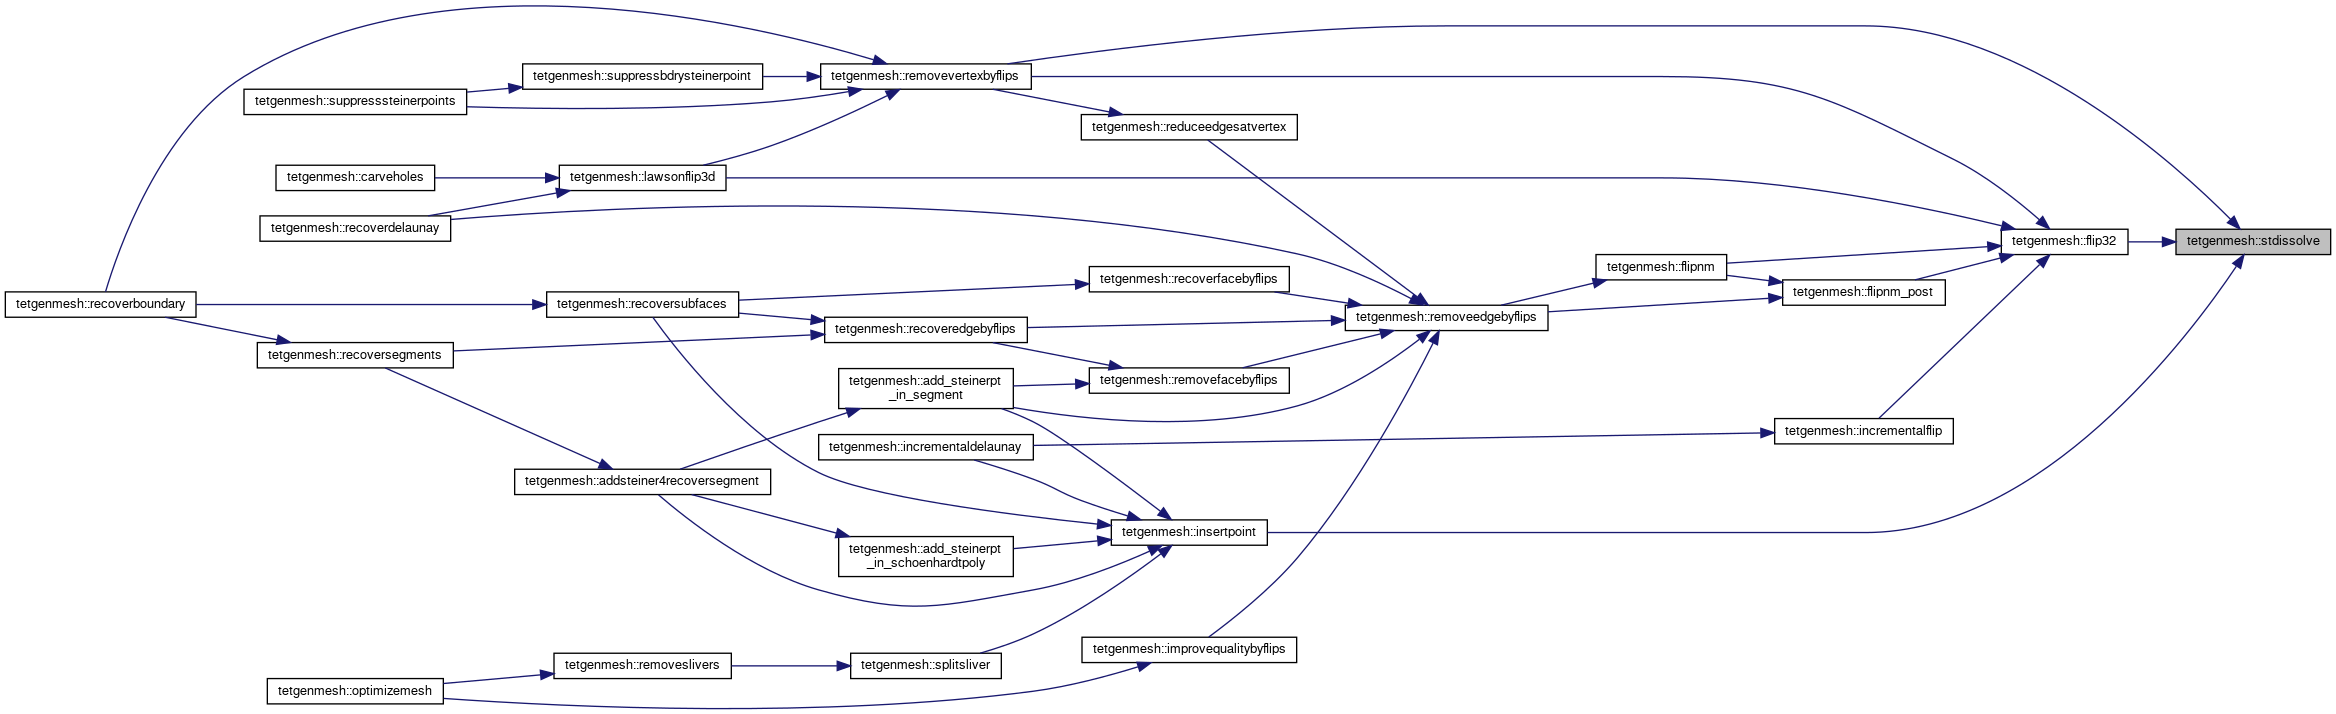 tetgenmesh::removevertexbyflips
tetgenmesh::suppressbdrysteinerpoint
tetgenmesh::suppresssteinerpoints
tetgenmesh::reduceedgesatvertex
tetgenmesh::carveholes
tetgenmesh::lawsonflip3d
tetgenmesh::recoverdelaunay
tetgenmesh::flip32
tetgenmesh::stdissolve
tetgenmesh::flipnm
tetgenmesh::recoverfacebyflips
tetgenmesh::flipnm_post
tetgenmesh::recoverboundary
tetgenmesh::recoversubfaces
tetgenmesh::removeedgebyflips
tetgenmesh::recoveredgebyflips
tetgenmesh::recoversegments
tetgenmesh::add_steinerpt
_in_segment
tetgenmesh::removefacebyflips
tetgenmesh::incrementalflip
tetgenmesh::incrementaldelaunay
tetgenmesh::addsteiner4recoversegment
tetgenmesh::insertpoint
tetgenmesh::add_steinerpt
_in_schoenhardtpoly
tetgenmesh::improvequalitybyflips
tetgenmesh::removeslivers
tetgenmesh::splitsliver
tetgenmesh::optimizemesh